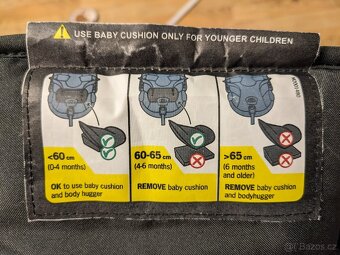 ⚠ USE BABY CUSHION ONLY FOR YOUNGER CHILDREN
<60 cm
(0-4 months)
OK to use baby cushion
and body hugger
60-65 cm
(4-6 months)
REMOVE baby cushion
>65 cm
(6 months
and older)
REMOVE baby cushion
and bodyhugger
Bazoš.cz